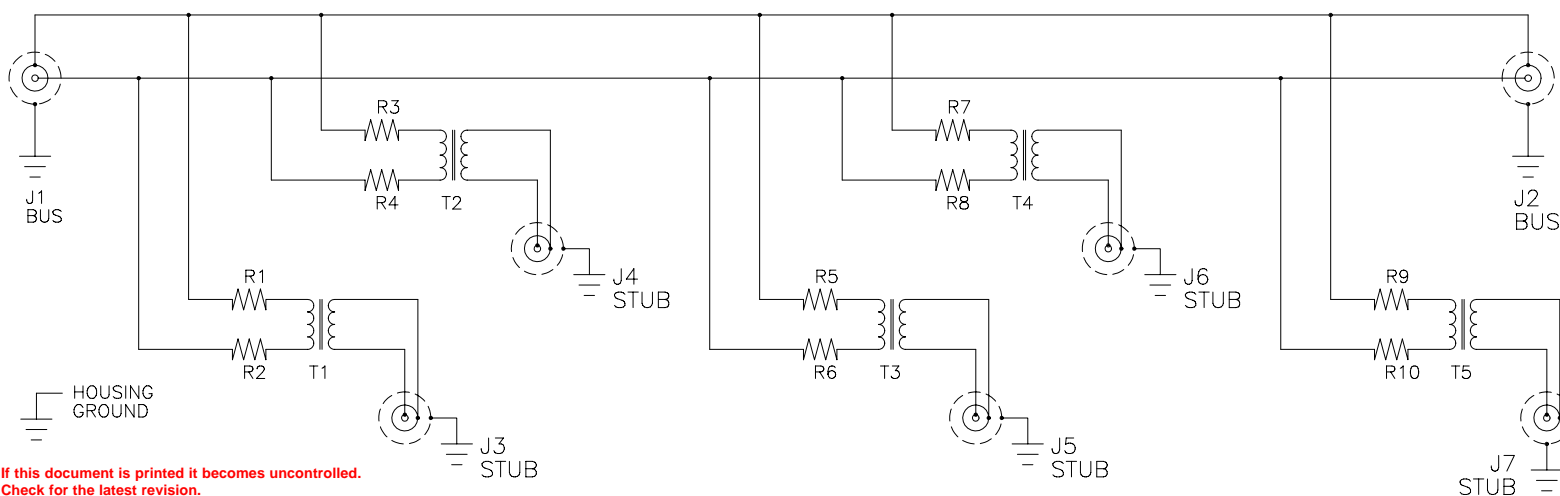 R3
R7
R4
T2
R8
T4
J1
BUS
J2
BUS
R1
J4
STUB
R5
J6
STUB
R9
R2
T1
R6
T3
R10
T5
HOUSING
GROUND
J3
STUB
J5
STUB
J7
STUB
If this document is printed it becomes uncontrolled.
Check for the latest revision.